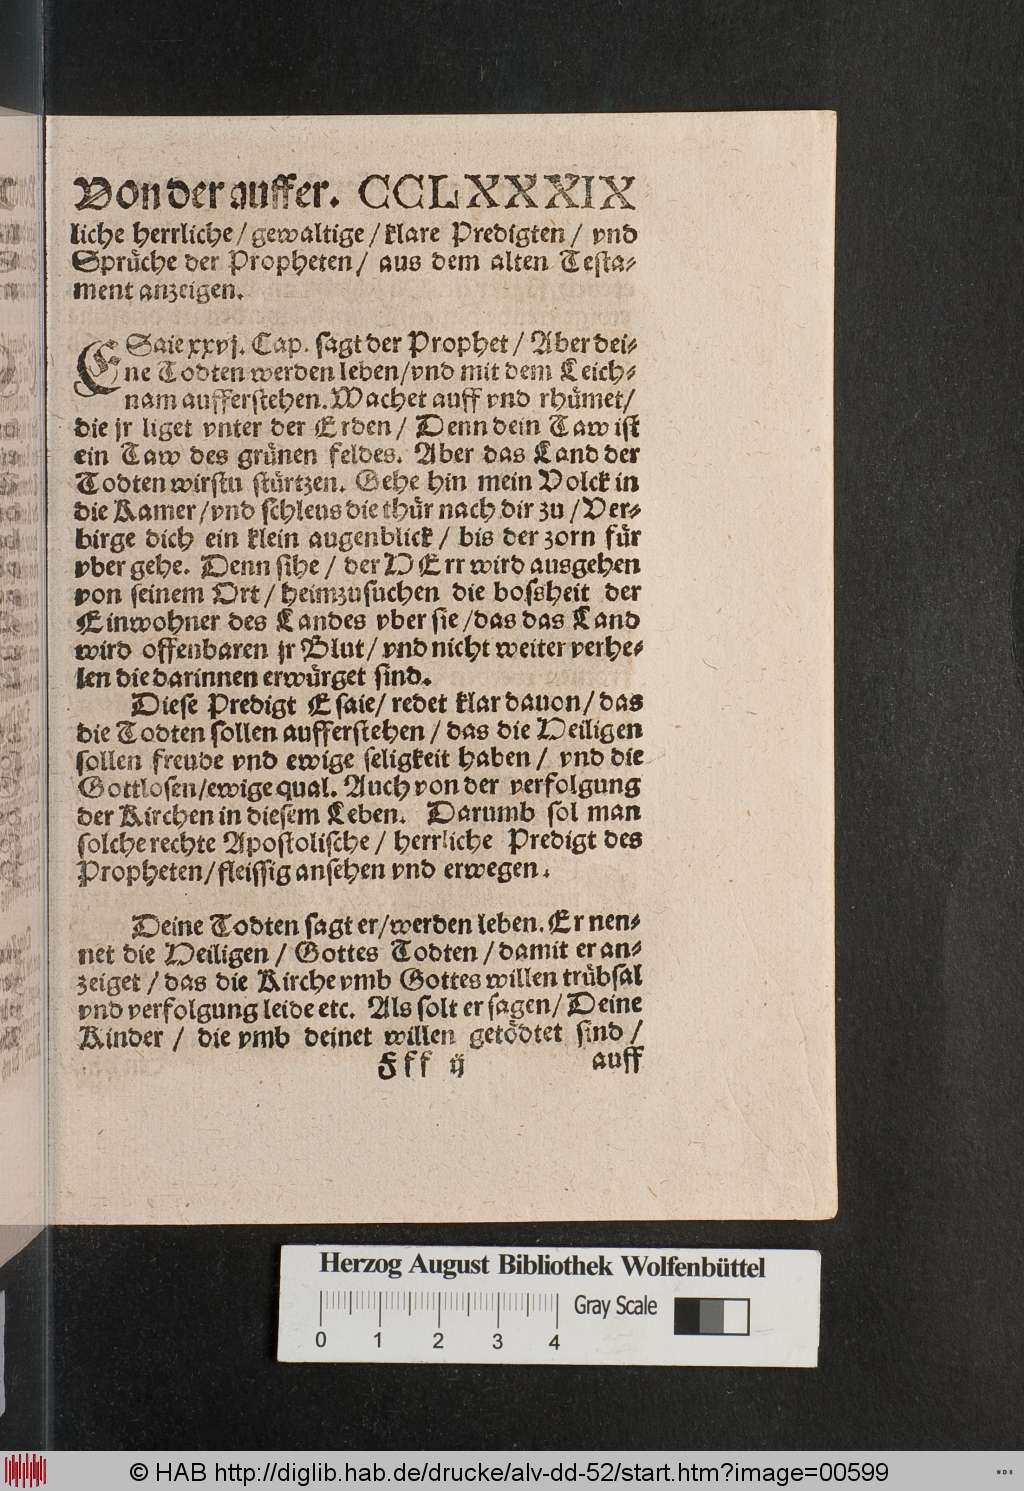 Von der auffer. CCLXXXIX
liche herrliche / gewaltige / klare Predigten / vnd
Sprüche der Propheten / aus dem alten Testa-
ment anzeigen.
ESaie xxvj. Cap. sagt der Prophet / Aber dei-
ne Todten werden leben / vnd mit dem Leich-
nam aufferstehen. Wachet auff vnd rhümet /
die jr liget vnter der Erden / Denn dein Taw ist
ein Taw des grünen feldes. Aber das Land der
Todten wirstu stürtzen. Gehe hin mein Volck in
die Kamer / vnd schleus die thür nach dir zu / Ver-
birge dich ein klein augenblick / bis der zorn für
vber gehe. Denn sihe / der HErr wird ausgehen
von seinem Ort / heimzusuchen die bossheit der
Einwohner des Landes vber sie / das das Land
wird offenbaren jr Blut / vnd nicht weiter verhe-
len die darinnen erwürget sind.
Diese Predigt Esaie / redet klar dauon / das
die Todten sollen aufferstehen / das die Heiligen
sollen freude vnd ewige seligkeit haben / vnd die
Gottlosen / ewige qual. Auch von der verfolgung
der Kirchen in diesem Leben. Darumb sol man
solche rechte Apostolische / herrliche Predigt des
Propheten / fleissig ansehen vnd erwegen.
Deine Todten sagt er / werden leben. Er nen-
net die Heiligen / Gottes Todten / damit er an-
zeiget / das die Kirche vmb Gottes willen trübsal
vnd verfolgung leide etc. Als solt er sagen / Deine
Kinder / die vmb deinet willen getödtet sind /
Fff ij auff
Herzog August Bibliothek Wolfenbüttel
Gray Scale
0 1 2 3 4
© HAB http://diglib.hab.de/drucke/alv-dd-52/start.htm?image=00599